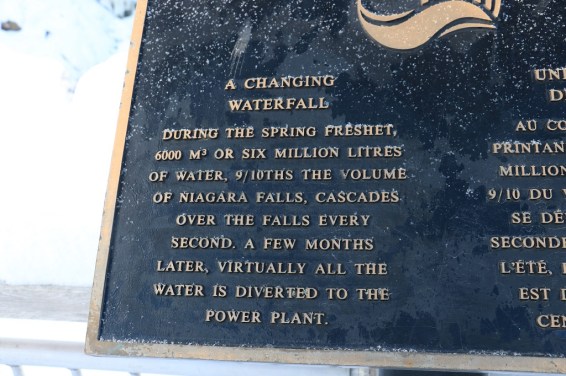 A CHANGING
WATERFALL
DURING THE SPRING FRESHET,
6000 M³ OR SIX MILLION LITRES
OF WATER, 9/10THS THE VOLUME
OF NIAGARA FALLS, CASCADES
OVER THE FALLS EVERY
SECOND. A FEW MONTHS
LATER, VIRTUALLY ALL THE
WATER IS DIVERTED TO THE
POWER PLANT.
AU
PRINTAN
MILLION
9/10 DU
SE DÉ
SECONDE
L'ÉTÉ,
EST
CEN